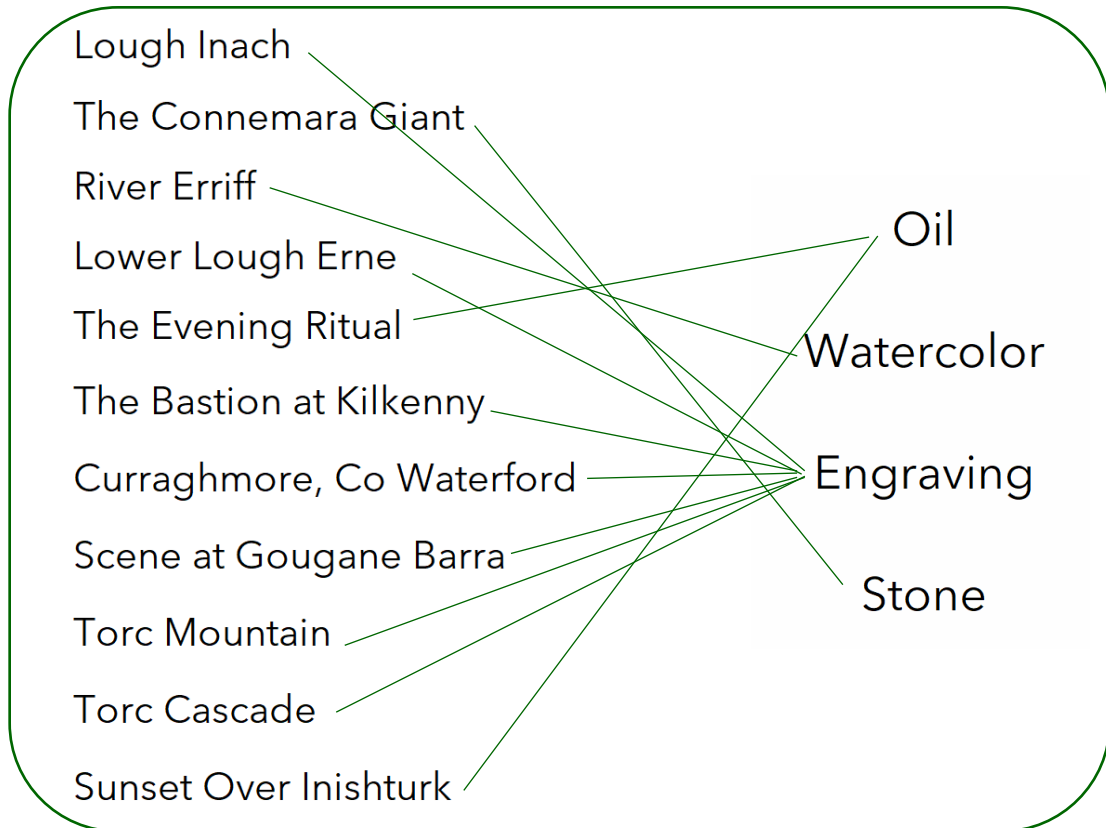 Lough Inach
The Connemara Giant
River Erriff
Lower Lough Erne
The Evening Ritual
The Bastion at Kilkenny
Curraghmore, Co Waterford
Scene at Gougane Barra
Torc Mountain
Torc Cascade
Sunset Over Inishturk
Oil
Watercolor
Engraving
Stone